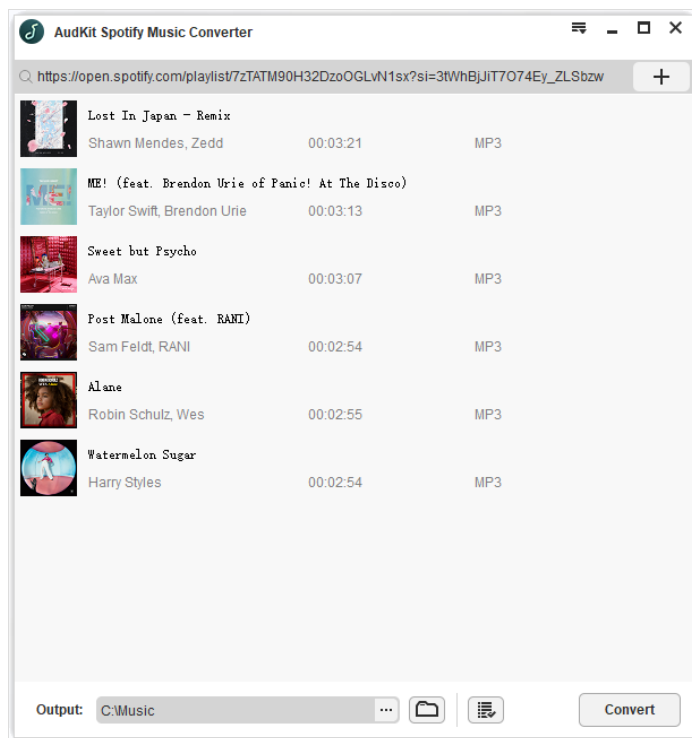 AudKit Spotify Music Converter
https://open.spotify.com/playlist/7zTATM90H32DzoOGLvN1sx?si=3tWhBjJiT7O74Ey_ZLSbzw
Lost In Japan - Remix
Shawn Mendes, Zedd 00:03:21 MP3
ME! (feat. Brendon Urie of Panic! At The Disco)
Taylor Swift, Brendon Urie 00:03:13 MP3
ME!
Sweet but Psycho
Ava Max 00:03:07 MP3
Post Malone (feat. RANI)
Sam Feldt, RANI 00:02:54 MP3
Alane
Robin Schulz, Wes 00:02:55 MP3
Watermelon Sugar
Harry Styles 00:02:54 MP3
Output: C:\Music ... Convert